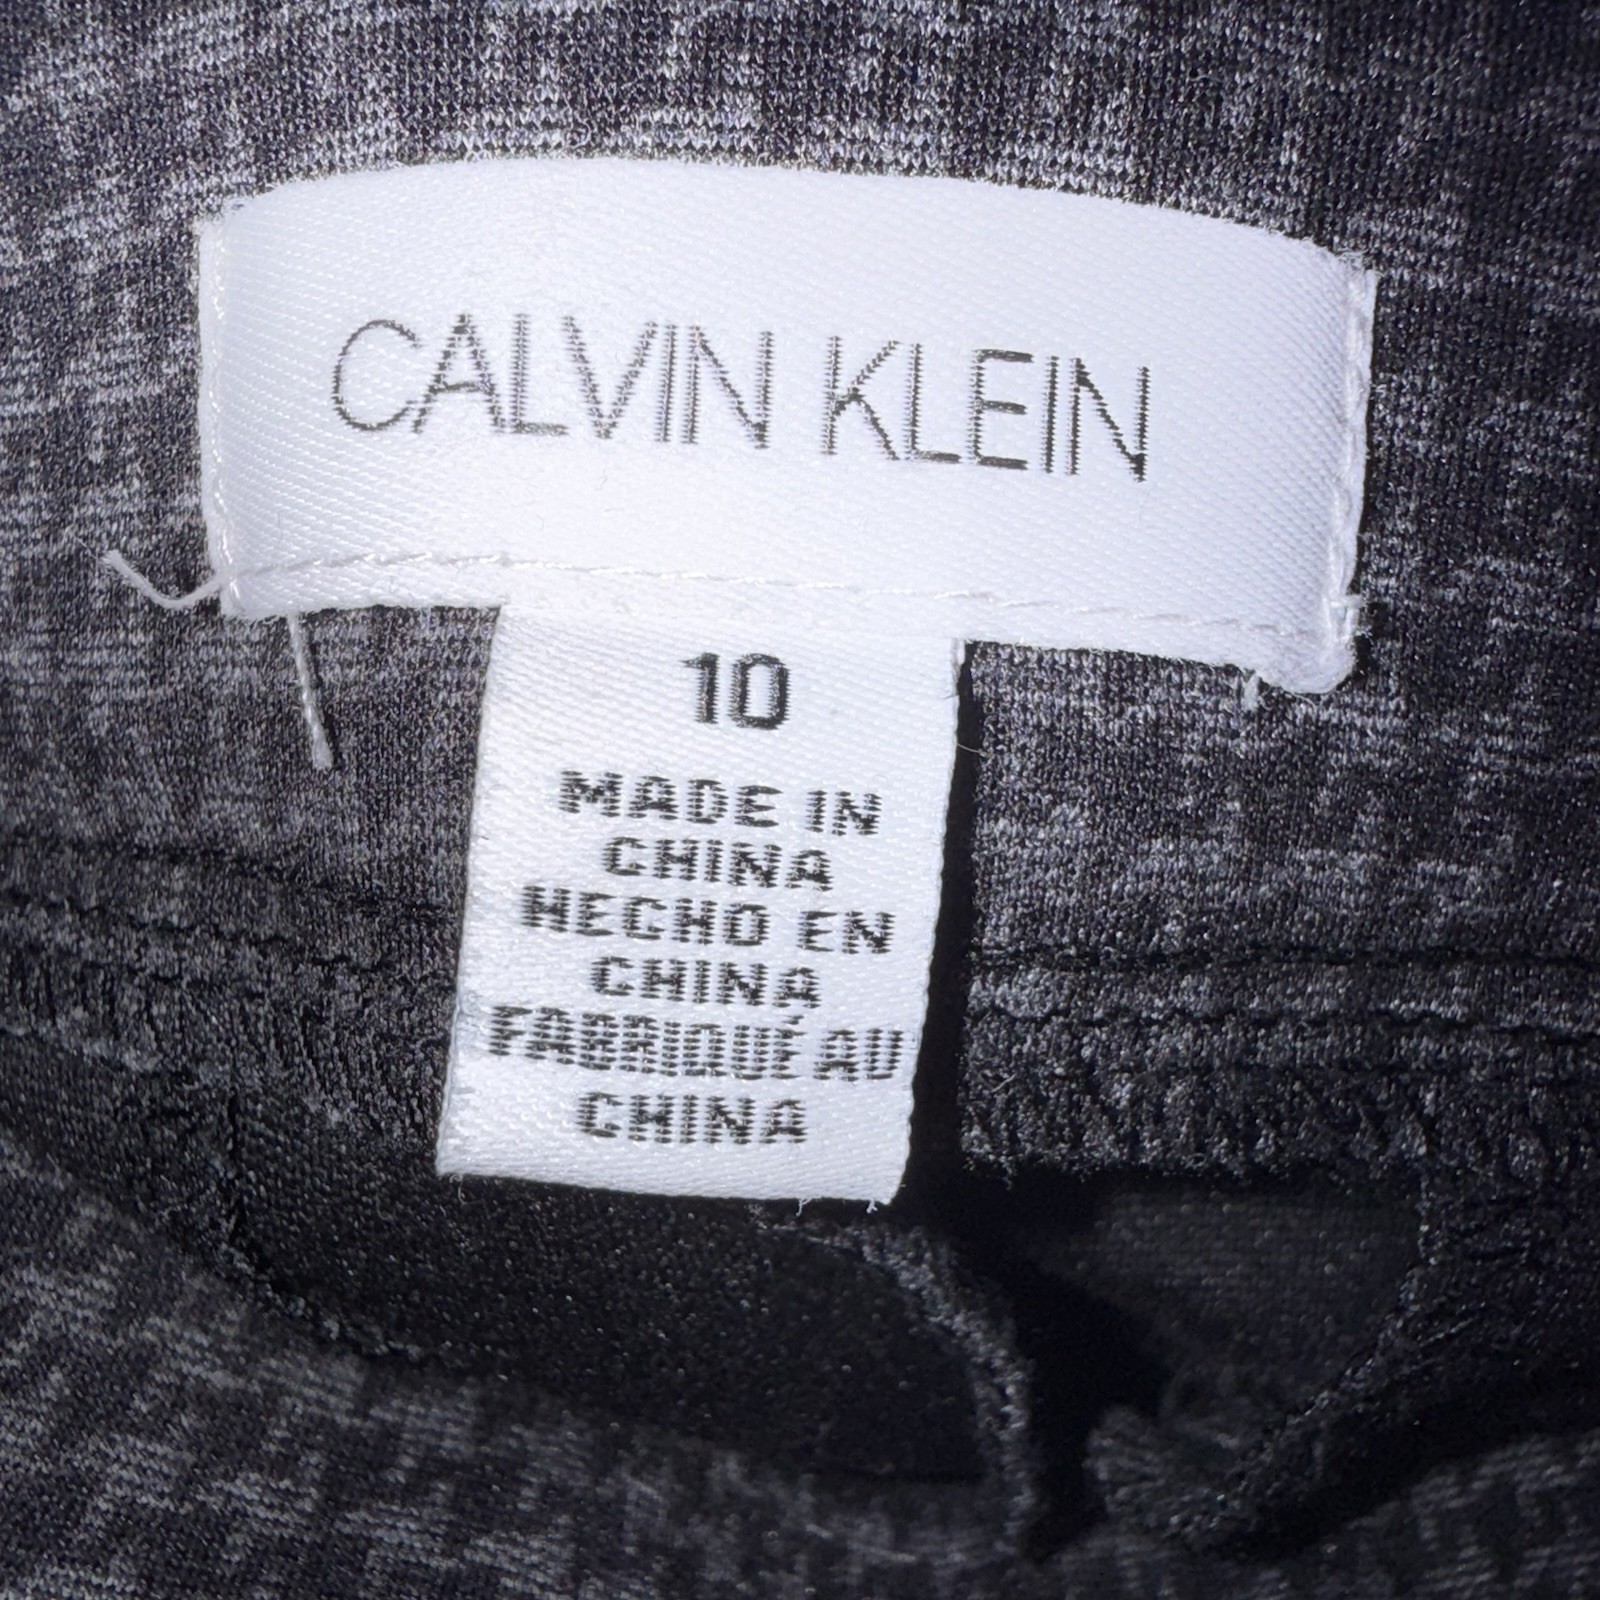 CALVIN KLEIN
10
MADE IN
CHINA
HECHO EN
CHINA
FABRIQUÉ AU
CHINA